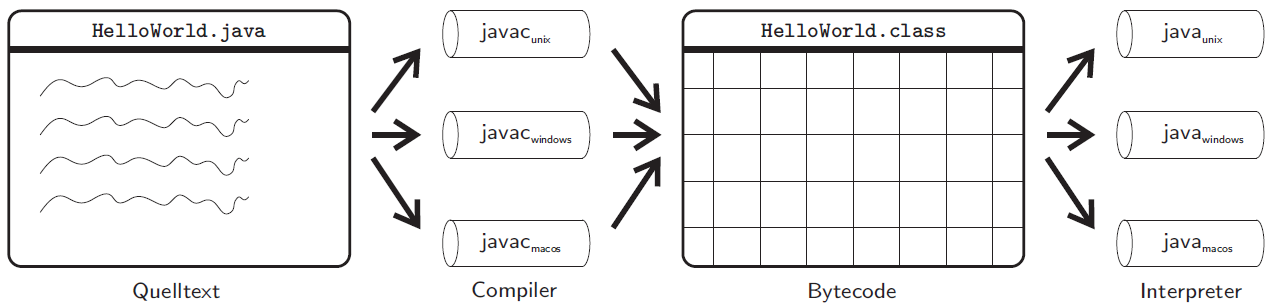 HelloWorld.java
javac unix
javac windows
javac macos
HelloWorld.class
java unix
java windows
java macos
Quelltext
Compiler
Bytecode
Interpreter